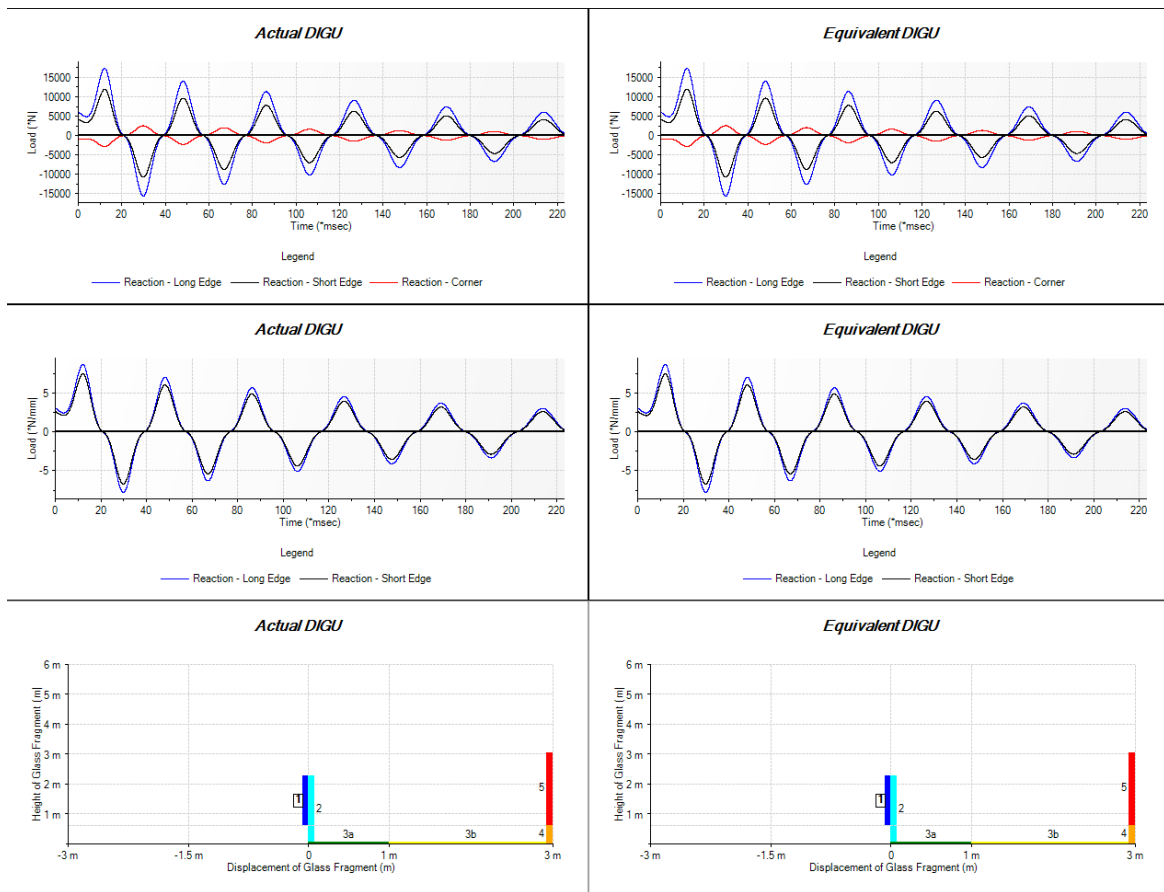 Actual DIGU
Equivalent DIGU
Load (*N)
15000
10000
5000
0
-5000
-10000
-15000
0 20 40 60 80 100 120 140 160 180 200 220
Time (*msec)
Legend
Reaction - Long Edge Reaction - Short Edge Reaction - Corner
Load (*N)
15000
10000
5000
0
-5000
-10000
-15000
0 20 40 60 80 100 120 140 160 180 200 220
Time (*msec)
Legend
Reaction - Long Edge Reaction - Short Edge Reaction - Corner
Actual DIGU
Equivalent DIGU
Load (*N/mm)
5
0
-5
0 20 40 60 80 100 120 140 160 180 200 220
Time (*msec)
Legend
Reaction - Long Edge Reaction - Short Edge
Load (*N/mm)
5
0
-5
0 20 40 60 80 100 120 140 160 180 200 220
Time (*msec)
Legend
Reaction - Long Edge Reaction - Short Edge
Actual DIGU
Equivalent DIGU
Height of Glass Fragment (m)
6 m
5 m
4 m
3 m
2 m
1 m
1
2
3a
3b
4
5
-3 m -1.5 m 0 1 m 3 m
Displacement of Glass Fragment (m)
Height of Glass Fragment (m)
6 m
5 m
4 m
3 m
2 m
1 m
1
2
3a
3b
4
5
-3 m -1.5 m 0 1 m 3 m
Displacement of Glass Fragment (m)